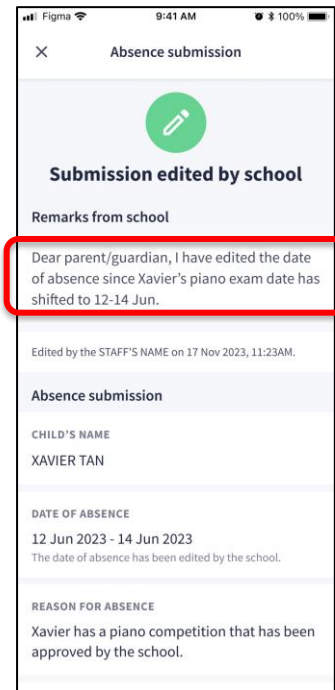 Figma 9:41 AM 100%
Absence submission
Submission edited by school
Remarks from school
Dear parent/guardian, I have edited the date
of absence since Xavier’s piano exam date has
shifted to 12-14 Jun.
Edited by the STAFF'S NAME on 17 Nov 2023, 11:23AM.
Absence submission
CHILD'S NAME
XAVIER TAN
DATE OF ABSENCE
12 Jun 2023 - 14 Jun 2023
The date of absence has been edited by the school.
REASON FOR ABSENCE
Xavier has a piano competition that has been
approved by the school.